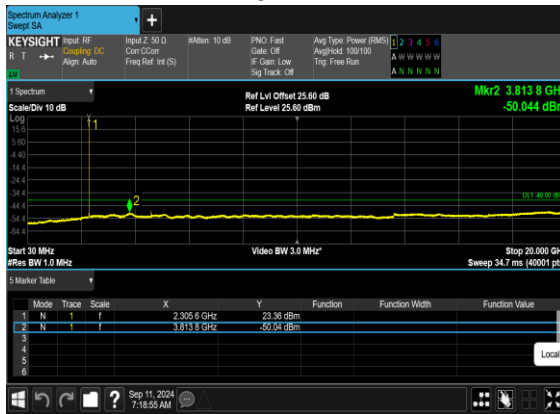 Spectrum Analyzer 1
Swept SA
KEYSIGHT Input: RF Input Z: 50 Ω #Atten: 10 dB PNO: Fast Avg Type: Power (RMS) 1 2 3 4 5 6
R T Coupling: DC Corr CCorr Gate: Off Avg|Hold: 100/100 A W W W W W
Align: Auto Freq Ref: Int (S) IF Gain: Low Trig: Free Run
Sig Track: Off A N N N N N
1 Spectrum Ref Lvl Offset 25.60 dB Mkr2 3.813 8 GH
Scale/Div 10 dB Ref Level 25.60 dBm -50.044 dB
Log
15.6
5.60
-4.40
-14.4
-24.4
-34.4
-44.4
-54.4
-64.4
1
2
DL1 -40.00 dB
Start 30 MHz Video BW 3.0 MHz* Stop 20.000 GH
#Res BW 1.0 MHz Sweep 34.7 ms (40001 pt
5 Marker Table
Mode Trace Scale X Y Function Function Width Function Value
1 N 1 f 2.305 6 GHz 23.36 dBm
2 N 1 f 3.813 8 GHz -50.04 dBm
3
4
5
6
Local
? Sep 11, 2024
7:18:55 AM